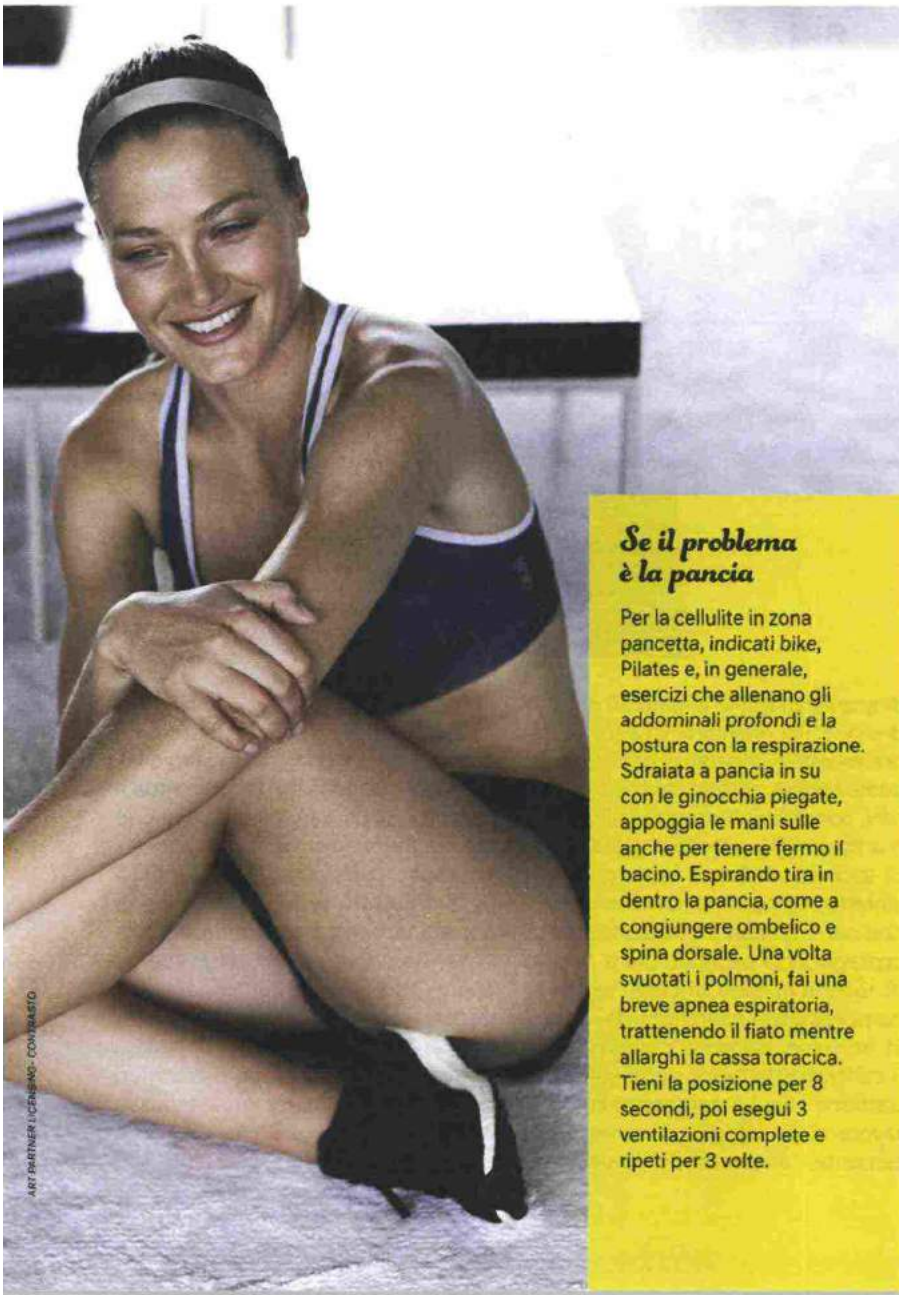 Se il problema
è la pancia
Per la cellulite in zona
pancetta, indicati bike,
Pilates e, in generale,
esercizi che allenano gli
addominali profondi e la
postura con la respirazione.
Sdraiata a pancia in su
con le ginocchia piegate,
appoggia le mani sulle
anche per tenere fermo il
bacino. Espirando tira in
dentro la pancia, come a
congiungere ombelico e
spina dorsale. Una volta
svuotati i polmoni, fai una
breve apnea espiratoria,
trattenendo il fiato mentre
allarghi la cassa toracica.
Tieni la posizione per 8
secondi, poi esegui 3
ventilazioni complete e
ripeti per 3 volte.
ART PARTNER LICENSING - CONTRASTO